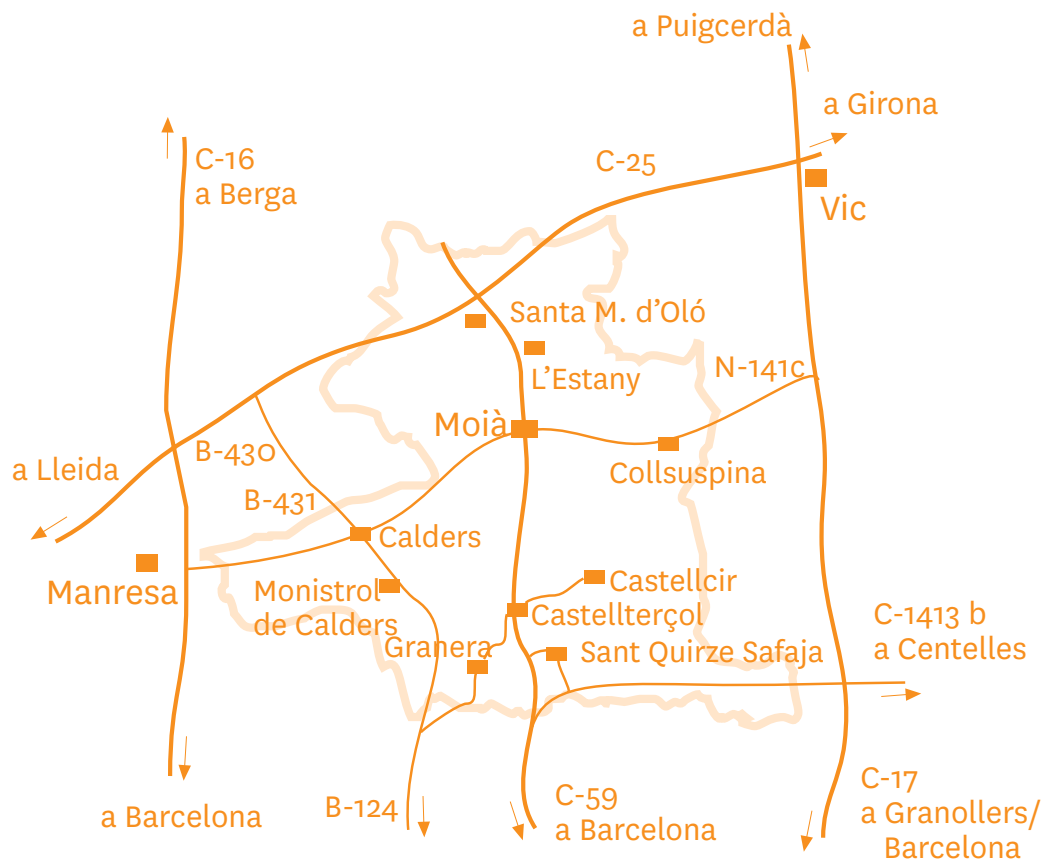 a Puigcerdà
a Girona
C-16
a Berga
C-25
Vic
Santa M. d’Oló
L’Estany
N-141c
Moià
B-430
a Lleida
Collsuspina
B-431
Calders
Manresa
Monistrol
de Calders
Castellcir
Castellterçol
C-1413 b
a Centelles
Granera
Sant Quirze Safaja
C-17
a Granollers/
Barcelona
B-124
C-59
a Barcelona
a Barcelona